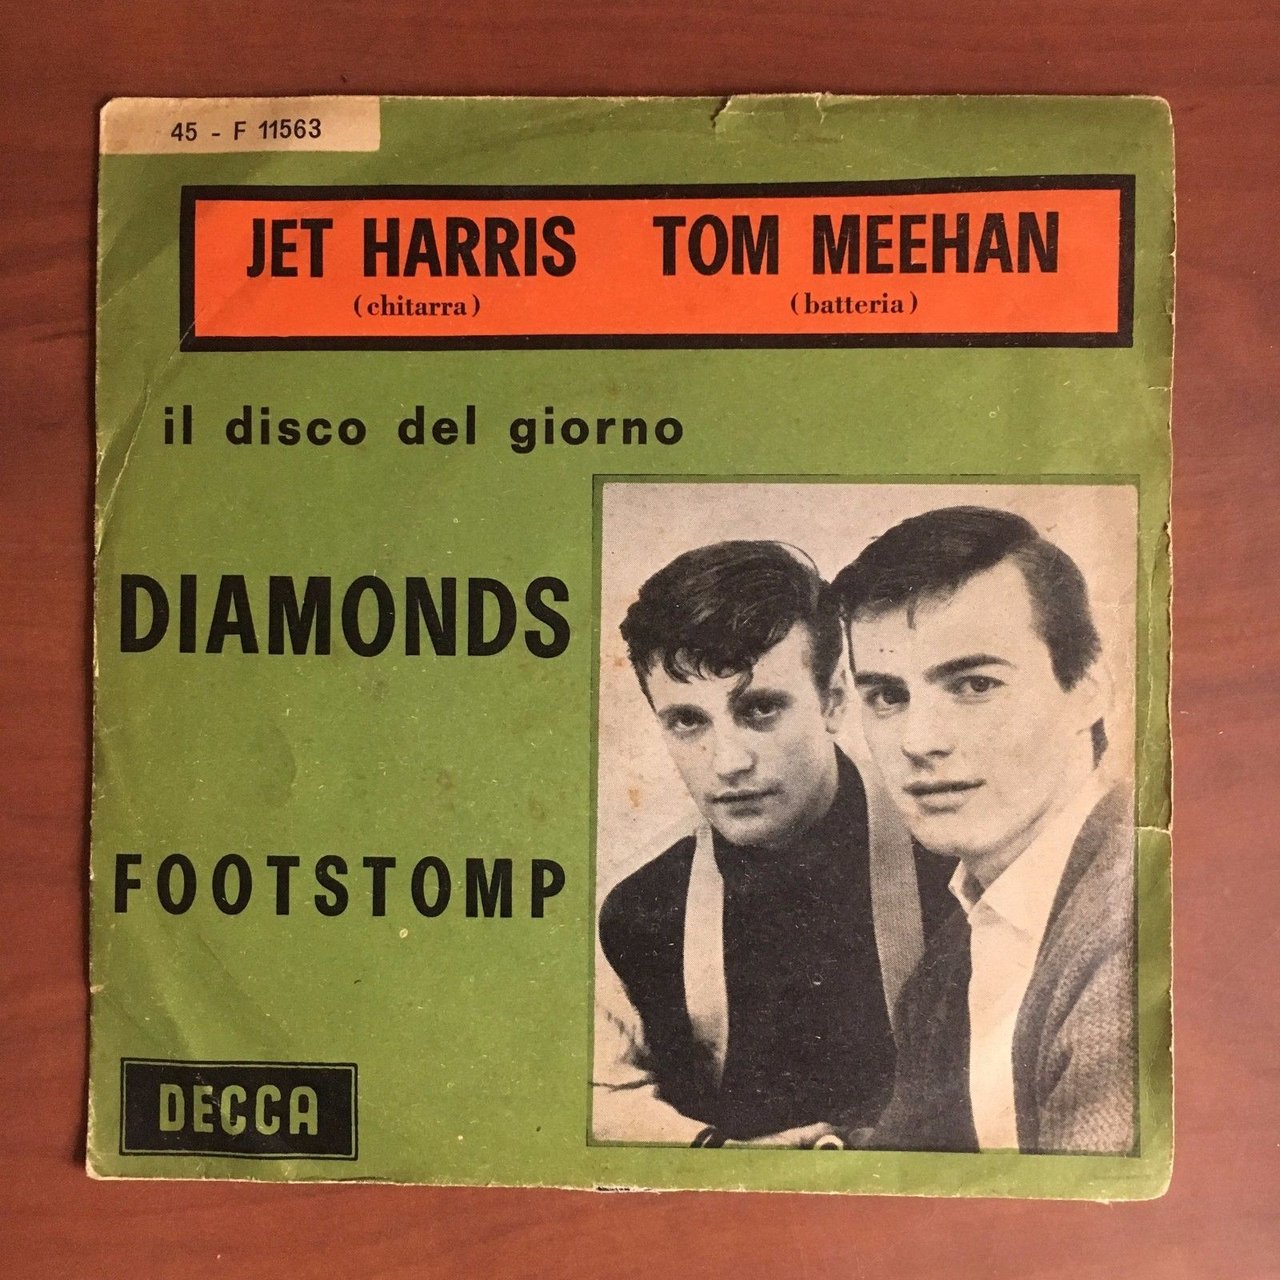 45 - F 11563
JET HARRIS TOM MEEHAN
(chitarra) (batteria)
il disco del giorno
DIAMONDS
FOOTSTOMP
DECCA